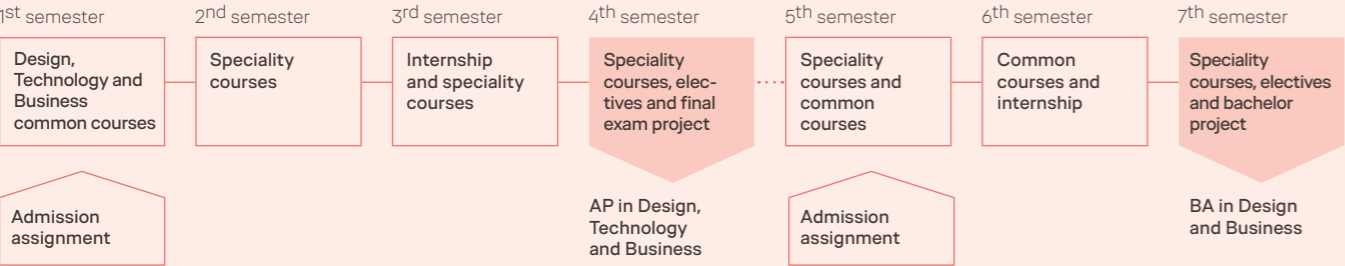 1st semester
2nd semester
3rd semester
4th semester
5th semester
6th semester
7th semester
Design,
Technology and
Business
common courses
Speciality
courses
Internship
and speciality
courses
Speciality
courses, elec-
tives and final
exam project
Speciality
courses and
common
courses
Common
courses and
internship
Speciality
courses, electives
and bachelor
project
Admission
assignment
AP in Design,
Technology
and Business
Admission
assignment
BA in Design
and Business